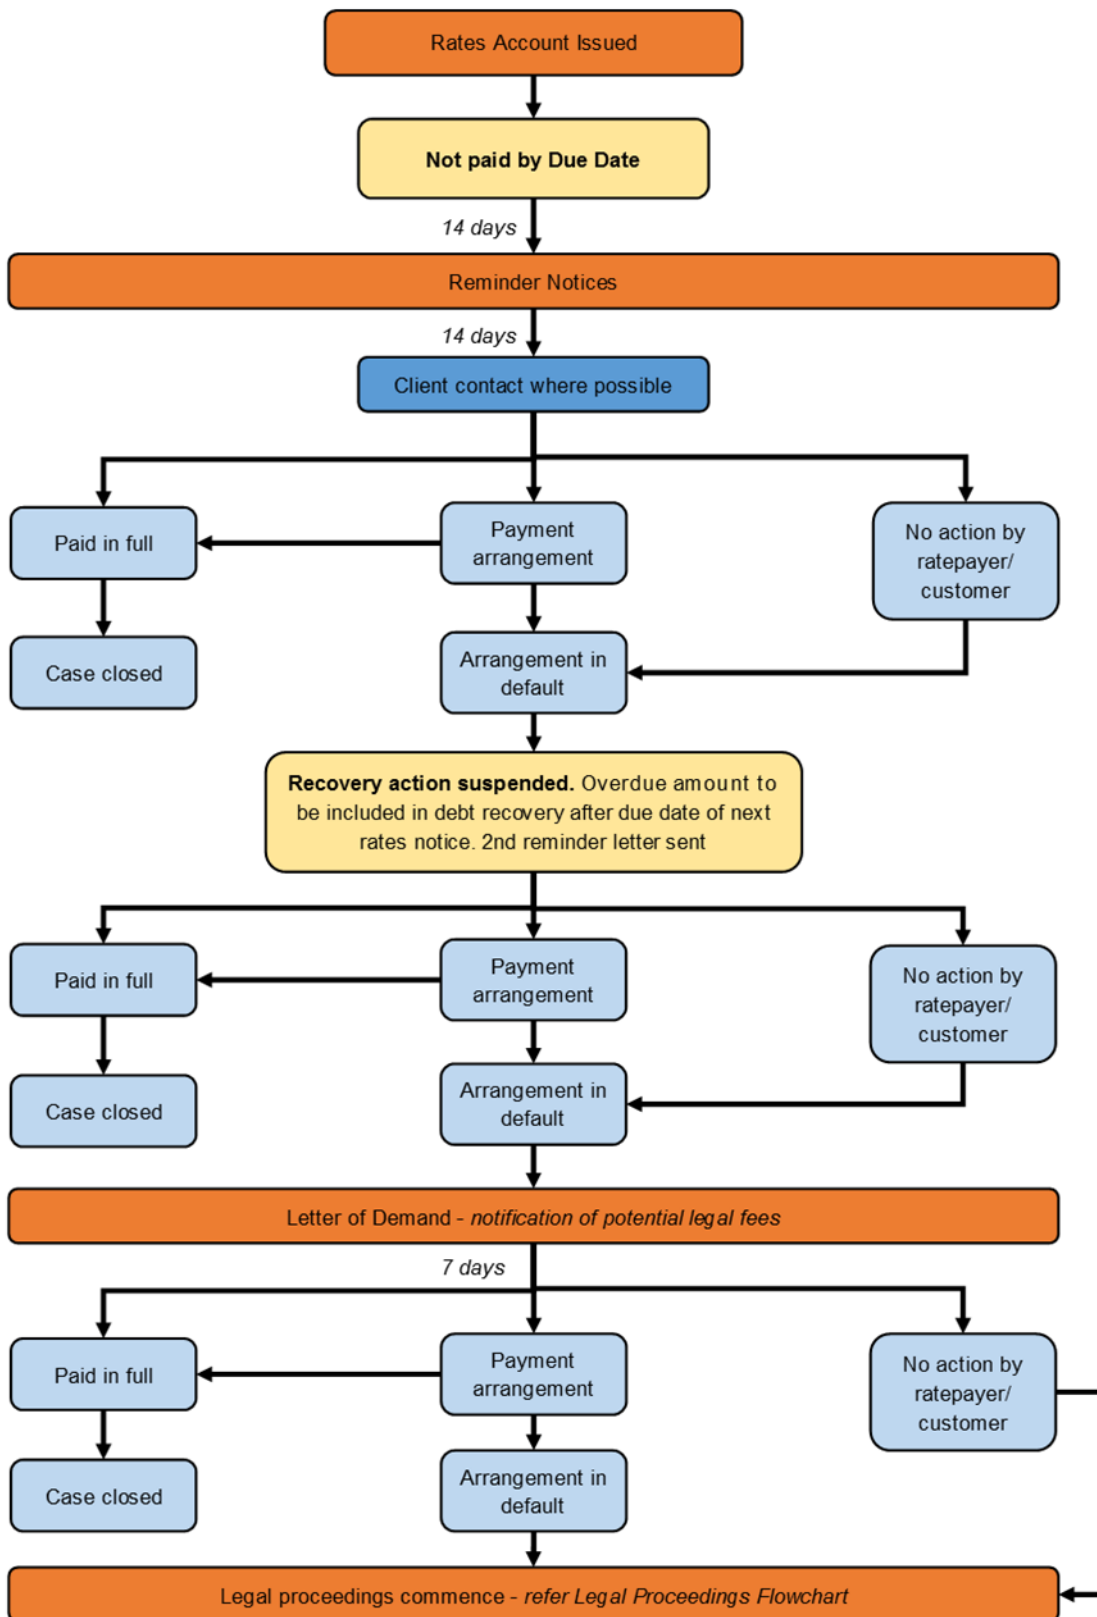 Rates Account Issued
Not paid by Due Date
14 days
Reminder Notices
14 days
Client contact where possible
Paid in full
Payment
arrangement
No action by
ratepayer/
customer
Case closed
Arrangement in
default
Recovery action suspended. Overdue amount to
be included in debt recovery after due date of next
rates notice. 2nd reminder letter sent
Paid in full
Payment
arrangement
No action by
ratepayer/
customer
Case closed
Arrangement in
default
Letter of Demand - notification of potential legal fees
7 days
Paid in full
Payment
arrangement
No action by
ratepayer/
customer
Case closed
Arrangement in
default
Legal proceedings commence - refer Legal Proceedings Flowchart